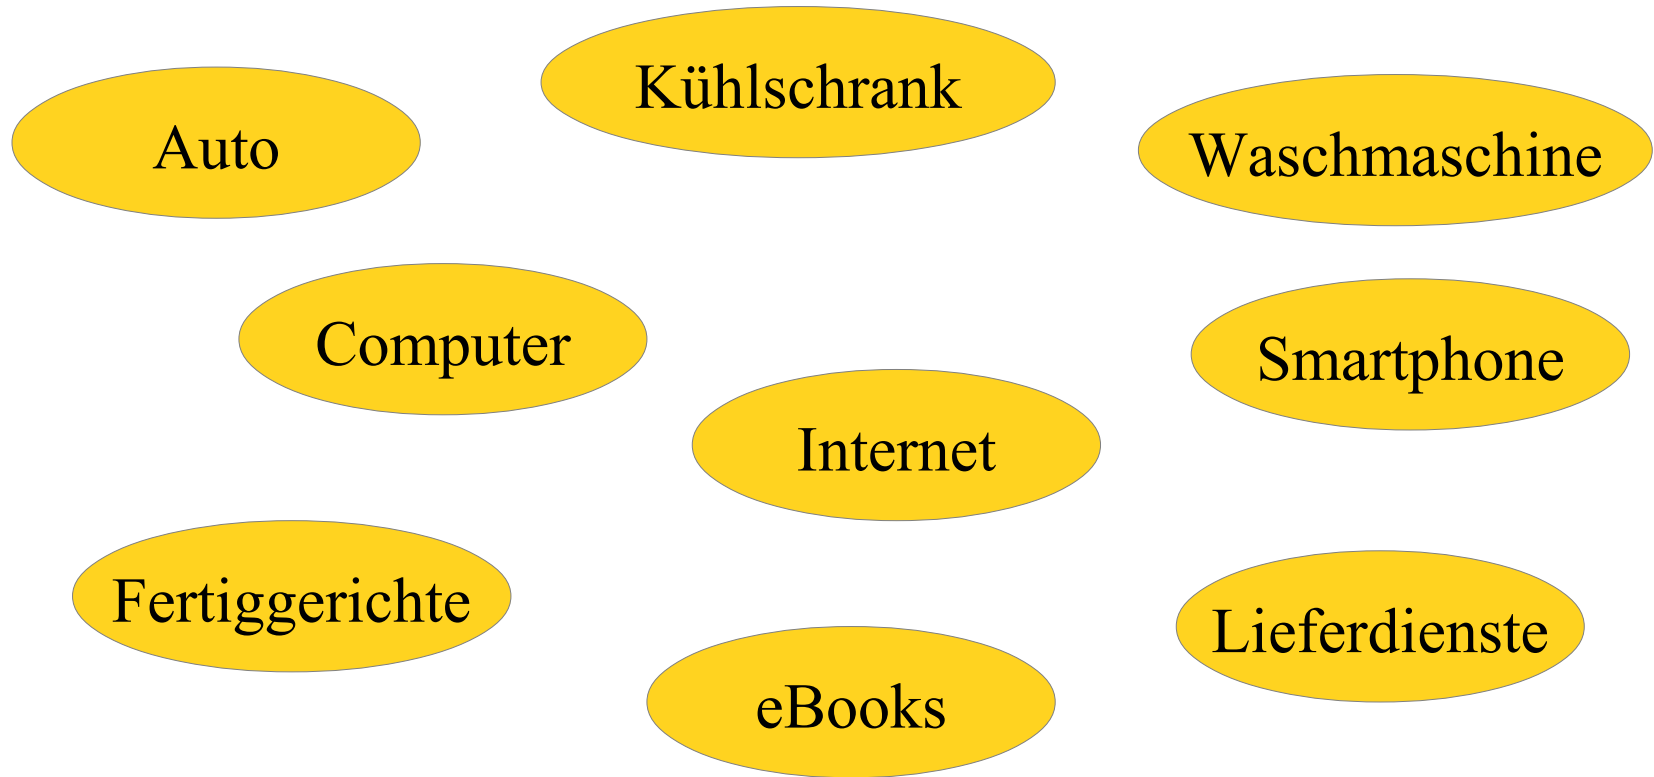 Kühlschrank
Auto
Waschmaschine
Computer
Smartphone
Internet
Fertiggerichte
Lieferdienste
eBooks